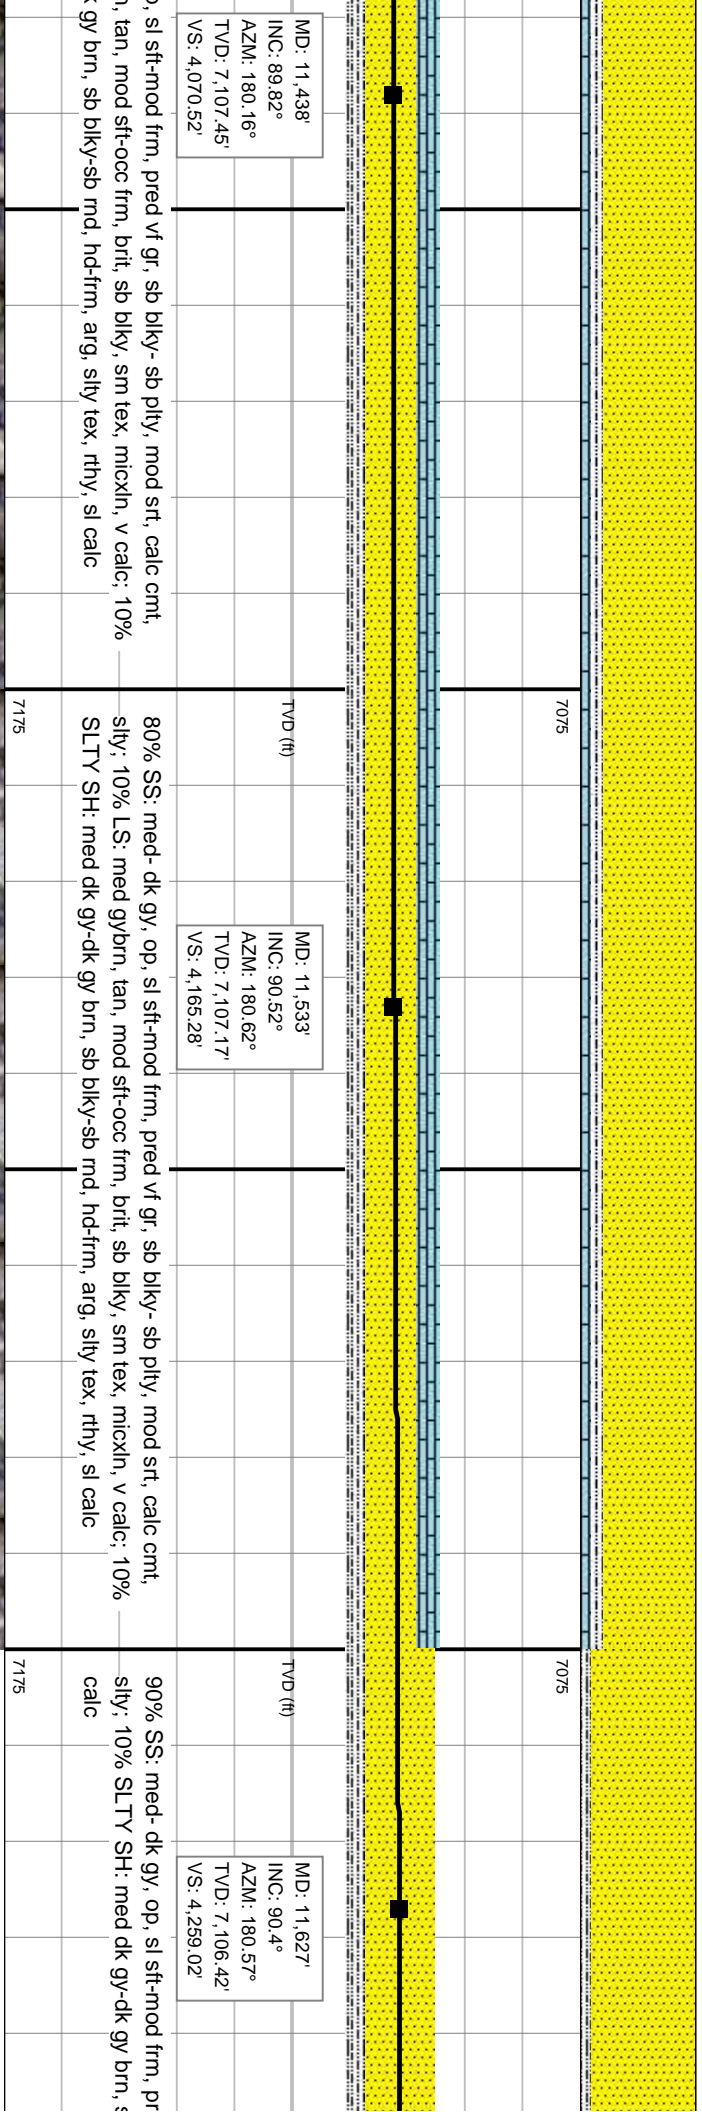 MD: 11,438'
INC: 89.82°
AZM: 180.16°
TVD: 7,107.45'
VS: 4,070.52'
sl sft-mod frm, pred vf gr, sb blky- sb plty, mod srt, calc cmt,
tan, mod sft-occ frm, brit, sb blky, sm tex, micxln, v calc; 10%
gy brn, sb blky-sb rnd, hd-frm, arg, slty tex, rthy, sl calc
7075
TVD (ft)
7175
80% SS: med- dk gy, op, sl sft-mod frm, pred vf gr, sb blky- sb plty, mod srt, calc cmt,
slty; 10% LS: med gybrn, tan, mod sft-occ frm, brit, sb blky, sm tex, micxln, v calc; 10%
SLTY SH: med dk gy-dk gy brn, sb blky-sb rnd, hd-frm, arg, slty tex, rthy, sl calc
MD: 11,533'
INC: 90.52°
AZM: 180.62°
TVD: 7,107.17'
VS: 4,165.28'
7075
TVD (ft)
7175
90% SS: med- dk gy, op, sl sft-mod frm, pr
slty; 10% SLTY SH: med dk gy-dk gy brn, s
calc
MD: 11,627'
INC: 90.4°
AZM: 180.57°
TVD: 7,106.42'
VS: 4,259.02'